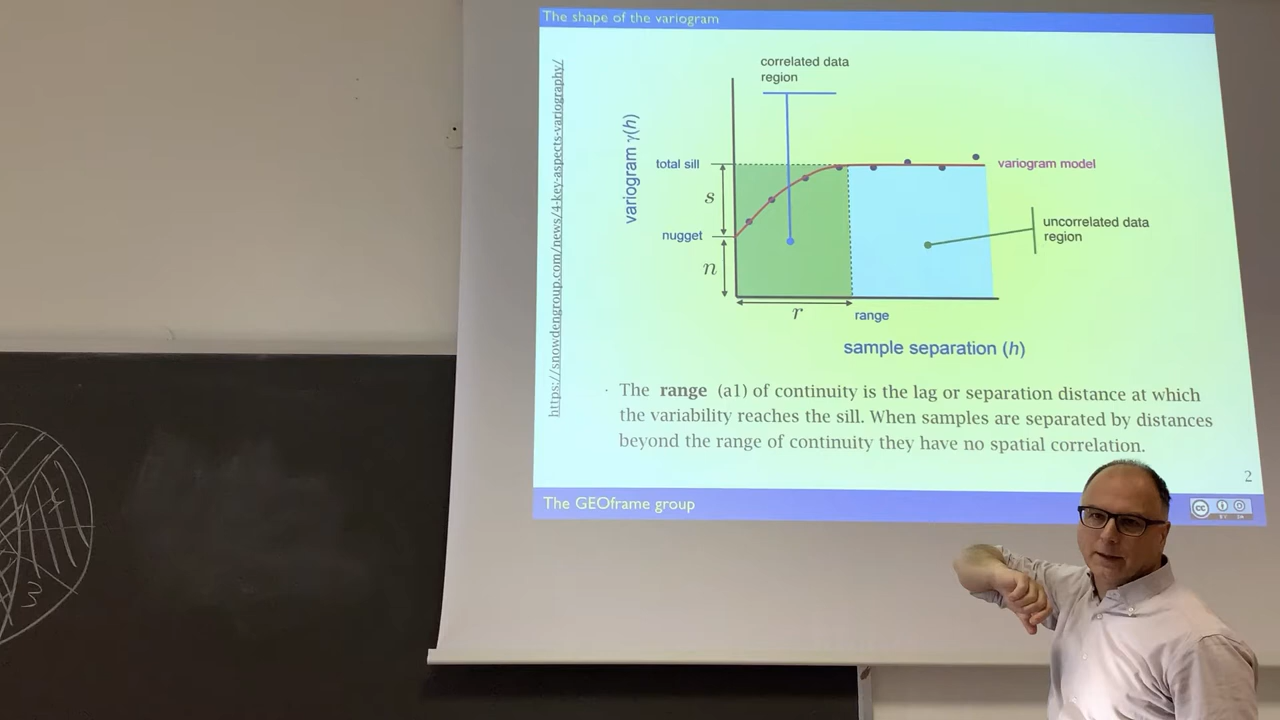 The shape of the variogram
https://snowdengroup.com/news/4-key-aspects-variography/
correlated data
region
variogram γ(h)
total sill
variogram model
s
nugget
uncorrelated data
region
n
r
range
sample separation (h)
· The range (a1) of continuity is the lag or separation distance at which
the variability reaches the sill. When samples are separated by distances
beyond the range of continuity they have no spatial correlation.
2
The GEOframe group
cc
3